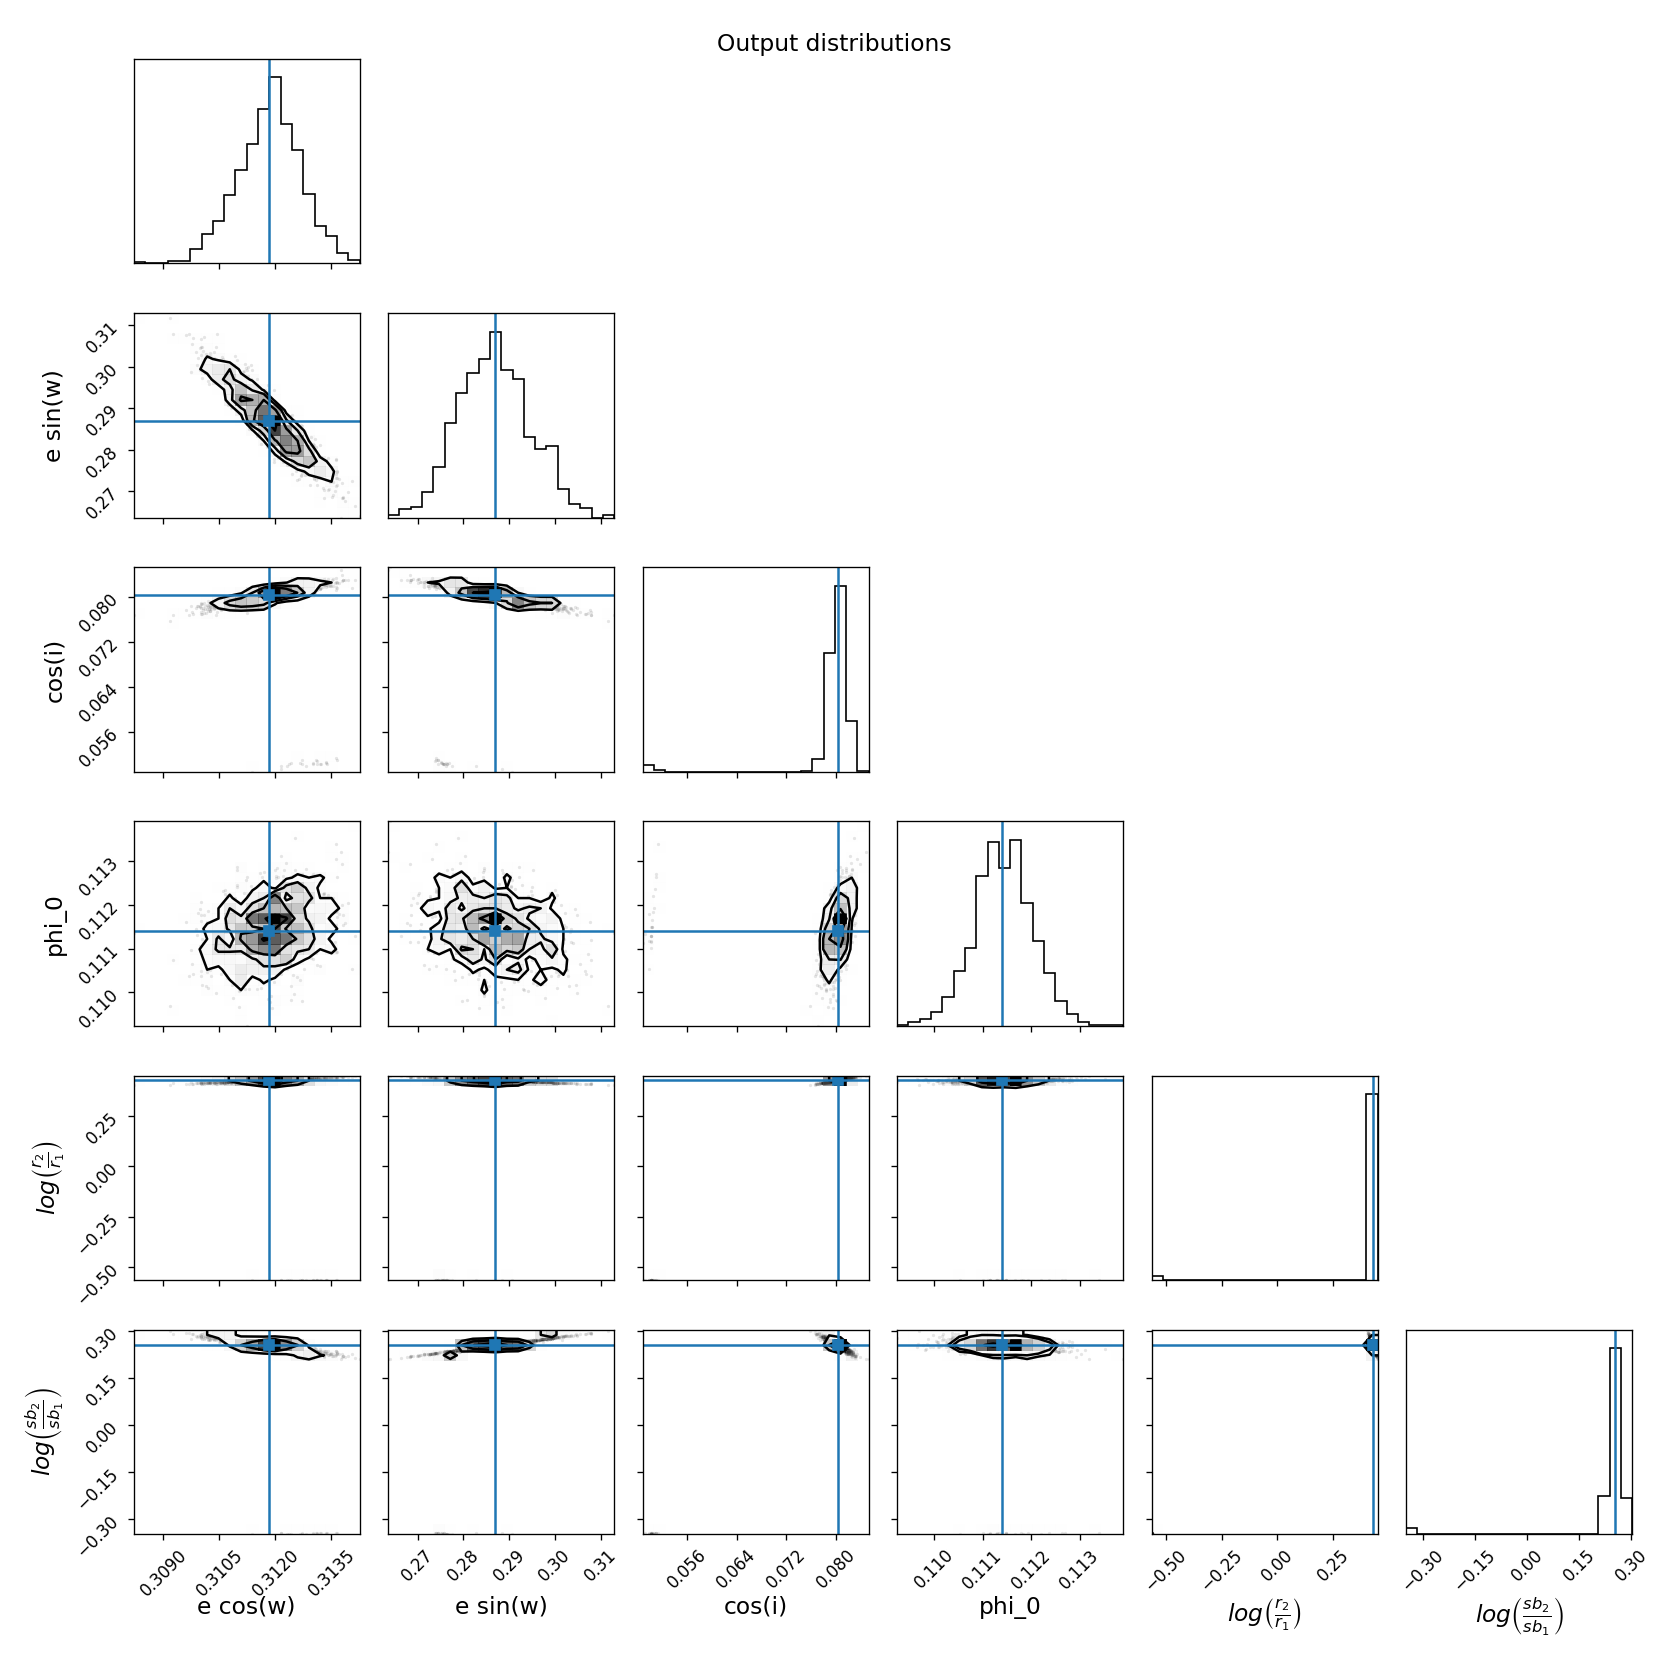 Output distributions
0.31
0.30
0.29
0.28
0.27
e sin(w)
0.080
0.072
0.064
0.056
cos(i)
0.113
0.112
0.111
0.110
phi_0
0.25
0.00
−0.25
−0.50
log(r₂/r₁)
0.30
0.15
0.00
−0.15
−0.30
log(sb₂/sb₁)
0.3090 0.3105 0.3120 0.3135 0.27 0.28 0.29 0.30 0.31 0.056 0.064 0.072 0.080 0.110 0.111 0.112 0.113 −0.50 −0.25 0.00 0.25 −0.30 −0.15 0.00 0.15 0.30
e cos(w) e sin(w) cos(i) phi_0 log(r₂/r₁) log(sb₂/sb₁)